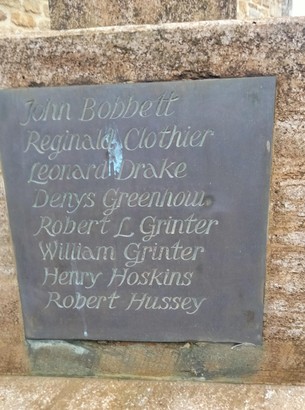 John Bobbett
Reginald Clothier
Leonard Drake
Denys Greenhow
Robert L Grinter
William Grinter
Henry Hoskins
Robert Hussey